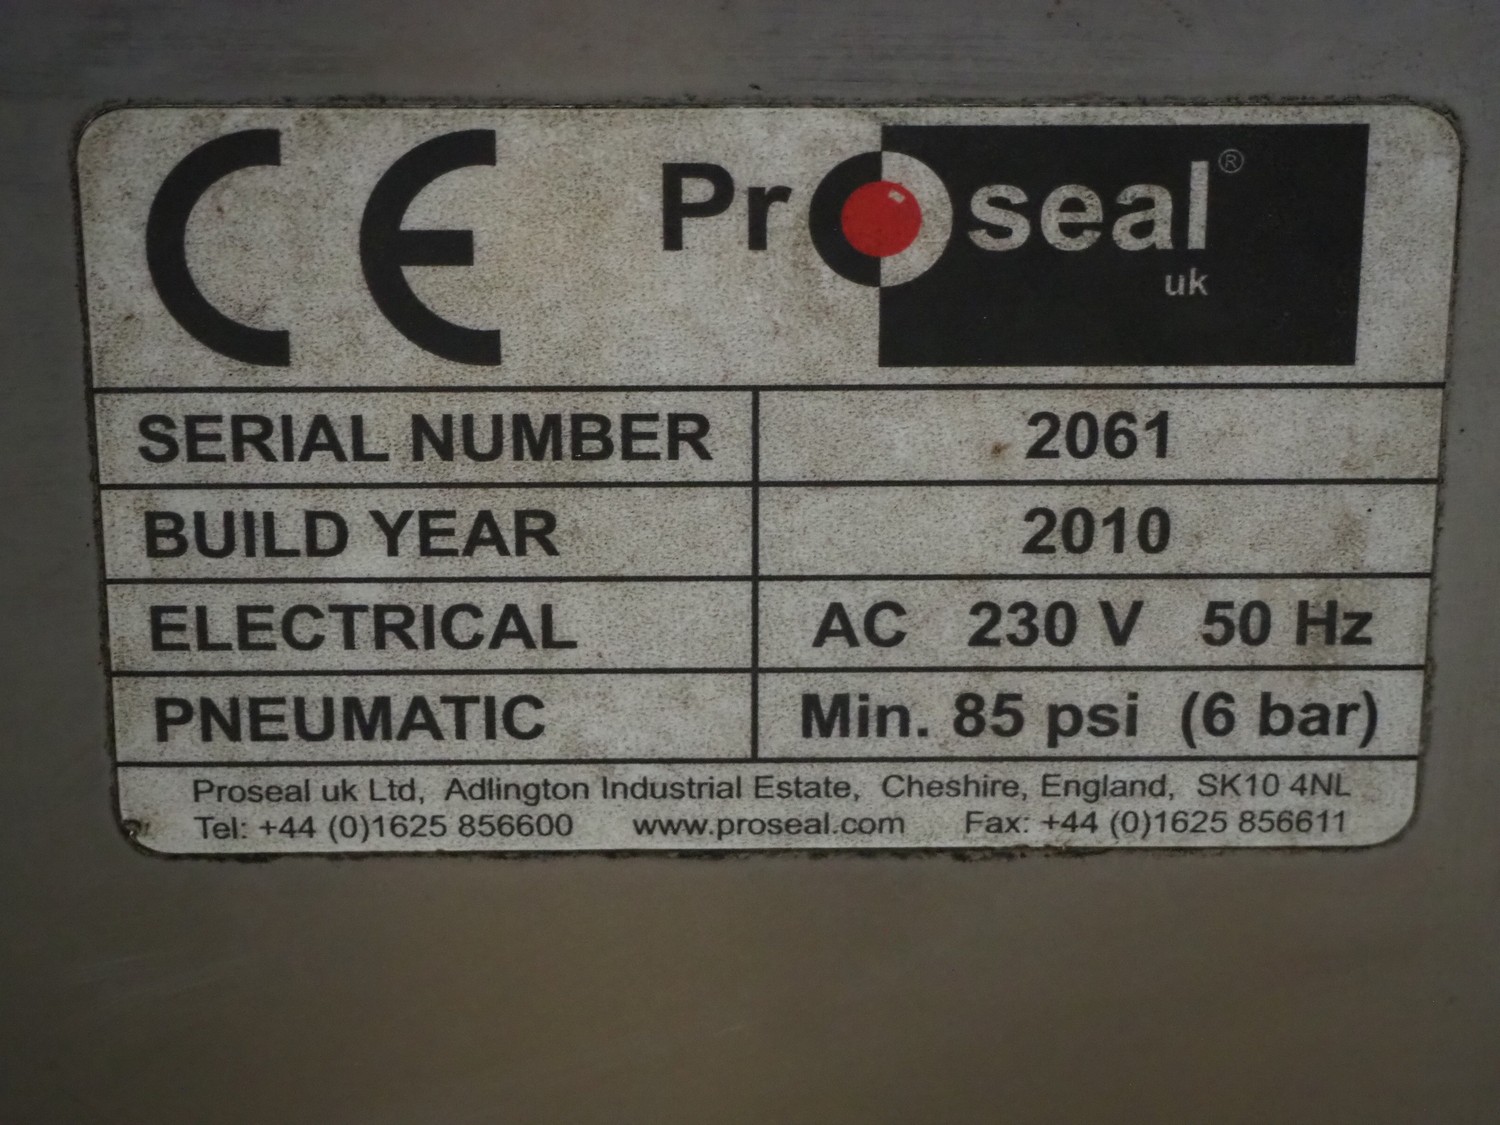 CE Proseal®
uk
SERIAL NUMBER 2061
BUILD YEAR 2010
ELECTRICAL AC 230 V 50 Hz
PNEUMATIC Min. 85 psi (6 bar)
Proseal uk Ltd, Adlington Industrial Estate, Cheshire, England, SK10 4NL
Tel: +44 (0)1625 856600 www.proseal.com Fax: +44 (0)1625 856611